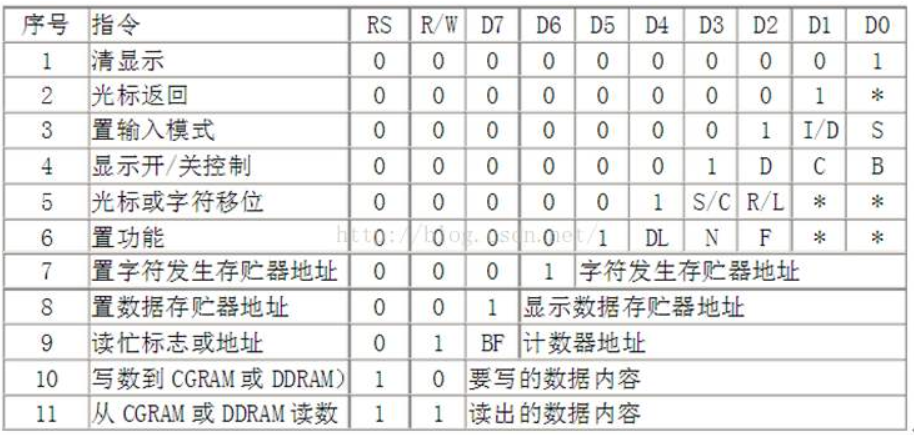 序号 指令 RS R/W D7 D6 D5 D4 D3 D2 D1 D0
1 清显示 0 0 0 0 0 0 0 0 0 1
2 光标返回 0 0 0 0 0 0 0 0 1 *
3 置输入模式 0 0 0 0 0 0 0 1 I/D S
4 显示开/关控制 0 0 0 0 0 0 1 D C B
5 光标或字符移位 0 0 0 0 0 1 S/C R/L * *
6 置功能 0 0 0 0 1 DL N F * *
http://blog.csdn.net/
7 置字符发生存贮器地址 0 0 0 1 字符发生存贮器地址
8 置数据存贮器地址 0 0 1 显示数据存贮器地址
9 读忙标志或地址 0 1 BF 计数器地址
10 写数到 CGRAM 或 DDRAM) 1 0 要写的数据内容
11 从 CGRAM 或 DDRAM 读数 1 1 读出的数据内容